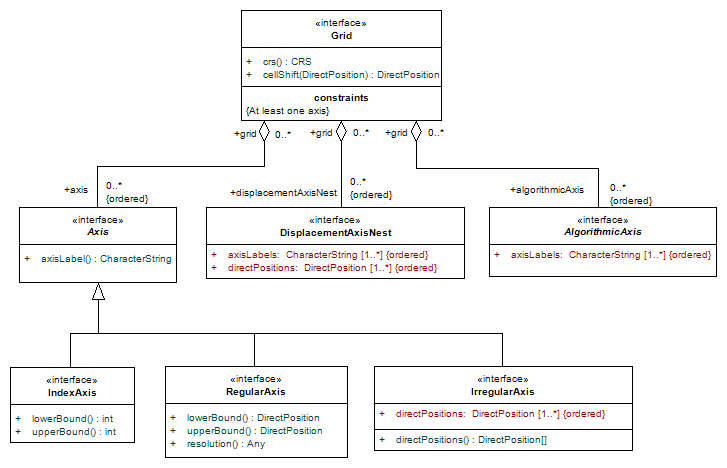 «interface»
Grid
+ crs() : CRS
+ cellShift(DirectPosition) : DirectPosition
constraints
{At least one axis}
+grid 0..* +grid 0..* +grid 0..*
+axis 0..* {ordered}
+displacementAxisNest 0..* {ordered}
+algorithmicAxis 0..* {ordered}
«interface»
Axis
+ axisLabel() : CharacterString
«interface»
DisplacementAxisNest
+ axisLabels: CharacterString [1..*] {ordered}
+ directPositions: DirectPosition [1..*] {ordered}
«interface»
AlgorithmicAxis
+ axisLabels: CharacterString [1..*] {ordered}
«interface»
IndexAxis
+ lowerBound() : int
+ upperBound() : int
«interface»
RegularAxis
+ lowerBound() : DirectPosition
+ upperBound() : DirectPosition
+ resolution() : Any
«interface»
IrregularAxis
+ directPositions: DirectPosition [1..*] {ordered}
+ directPositions() : DirectPosition[]